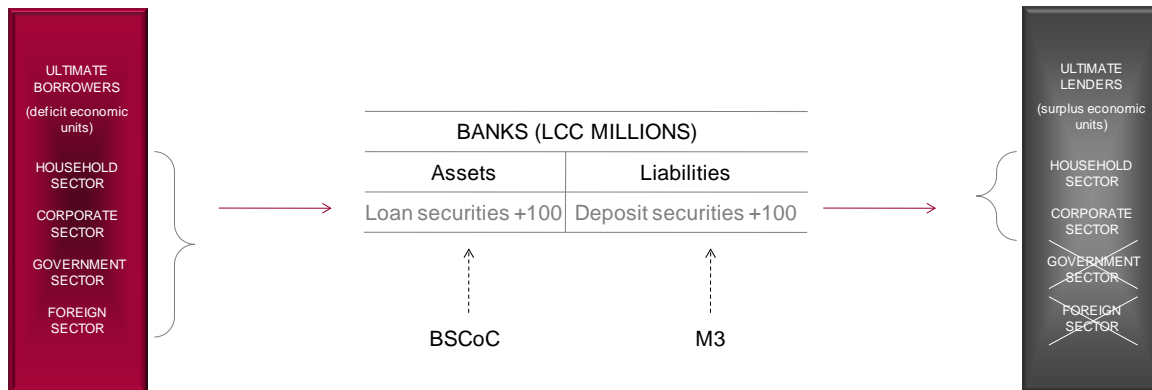 ULTIMATE
BORROWERS
(deficit economic
units)
HOUSEHOLD
SECTOR
CORPORATE
SECTOR
GOVERNMENT
SECTOR
FOREIGN
SECTOR
BANKS (LCC MILLIONS)
Assets
Liabilities
Loan securities +100
Deposit securities +100
BSCoC
M3
ULTIMATE
LENDERS
(surplus economic
units)
HOUSEHOLD
SECTOR
CORPORATE
SECTOR
GOVERNMENT
SECTOR
FOREIGN
SECTOR